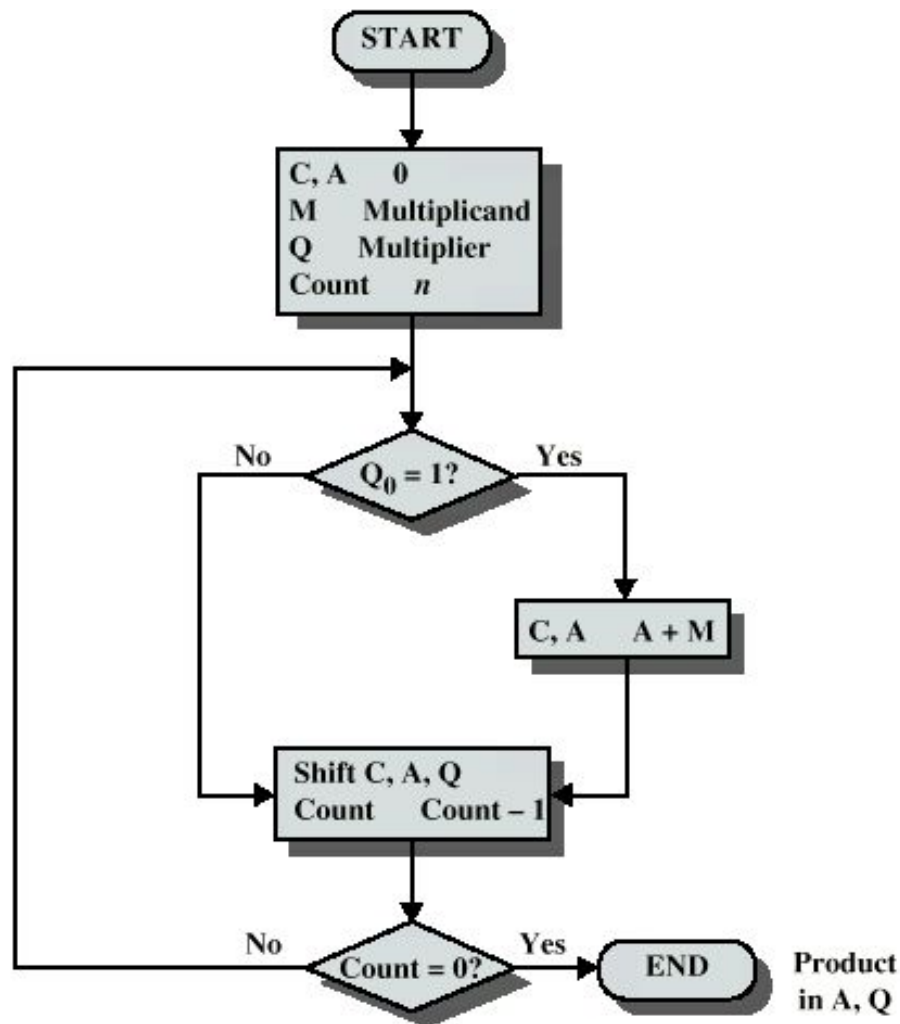 START
C, A 0
M Multiplicand
Q Multiplier
Count n
No
Yes
Q0 = 1?
C, A A + M
Shift C, A, Q
Count Count – 1
No
Yes
Count = 0?
END
Product
in A, Q